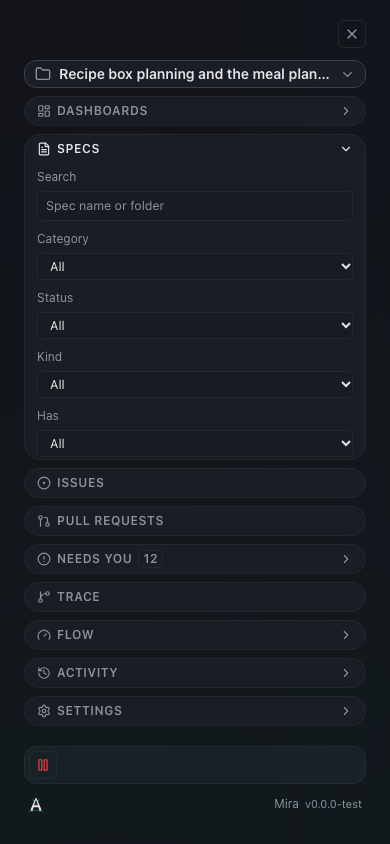 Recipe box planning and the meal plan...
DASHBOARDS
SPECS
Search
Spec name or folder
Category
All
Status
All
Kind
All
Has
All
ISSUES
PULL REQUESTS
NEEDS YOU 12
TRACE
FLOW
ACTIVITY
SETTINGS
Mira v0.0.0-test